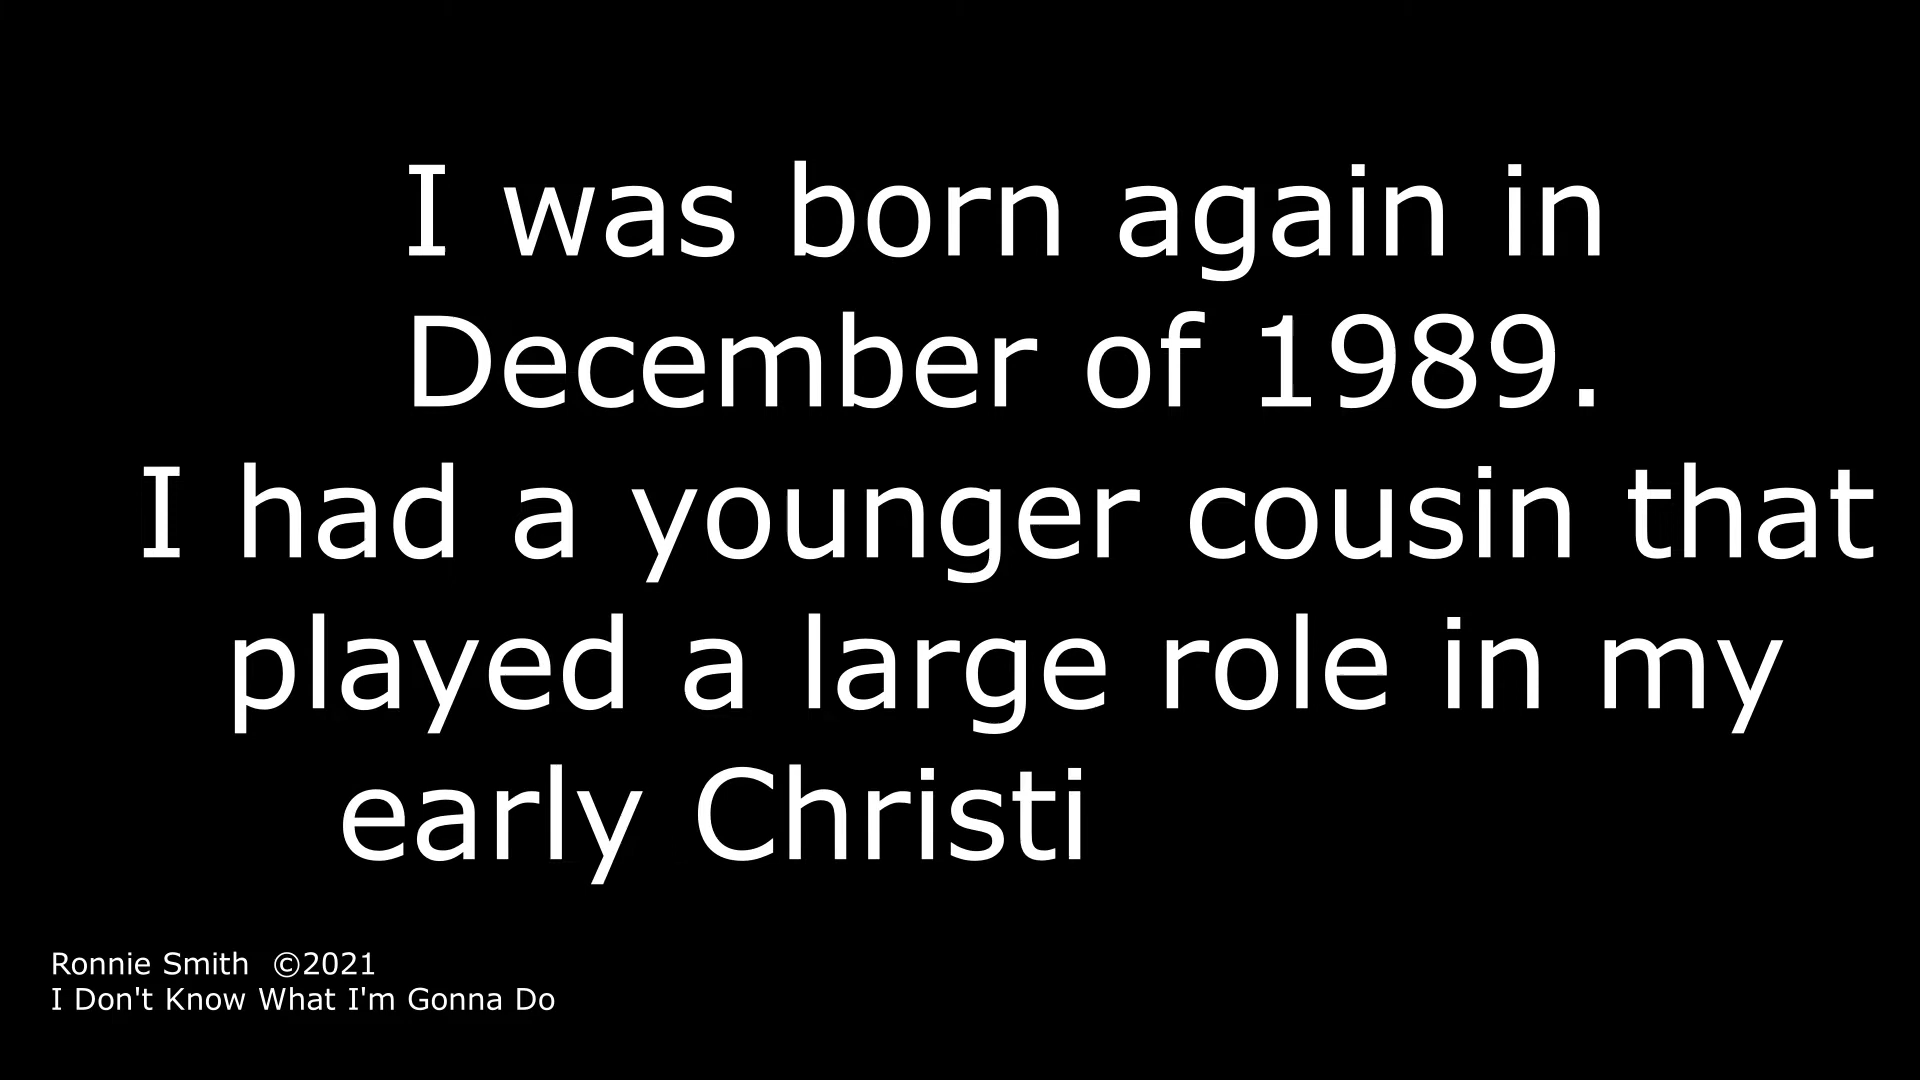 I was born again in
December of 1989.
I had a younger cousin that
played a large role in my
early Christi
Ronnie Smith  ©2021
I Don't Know What I'm Gonna Do